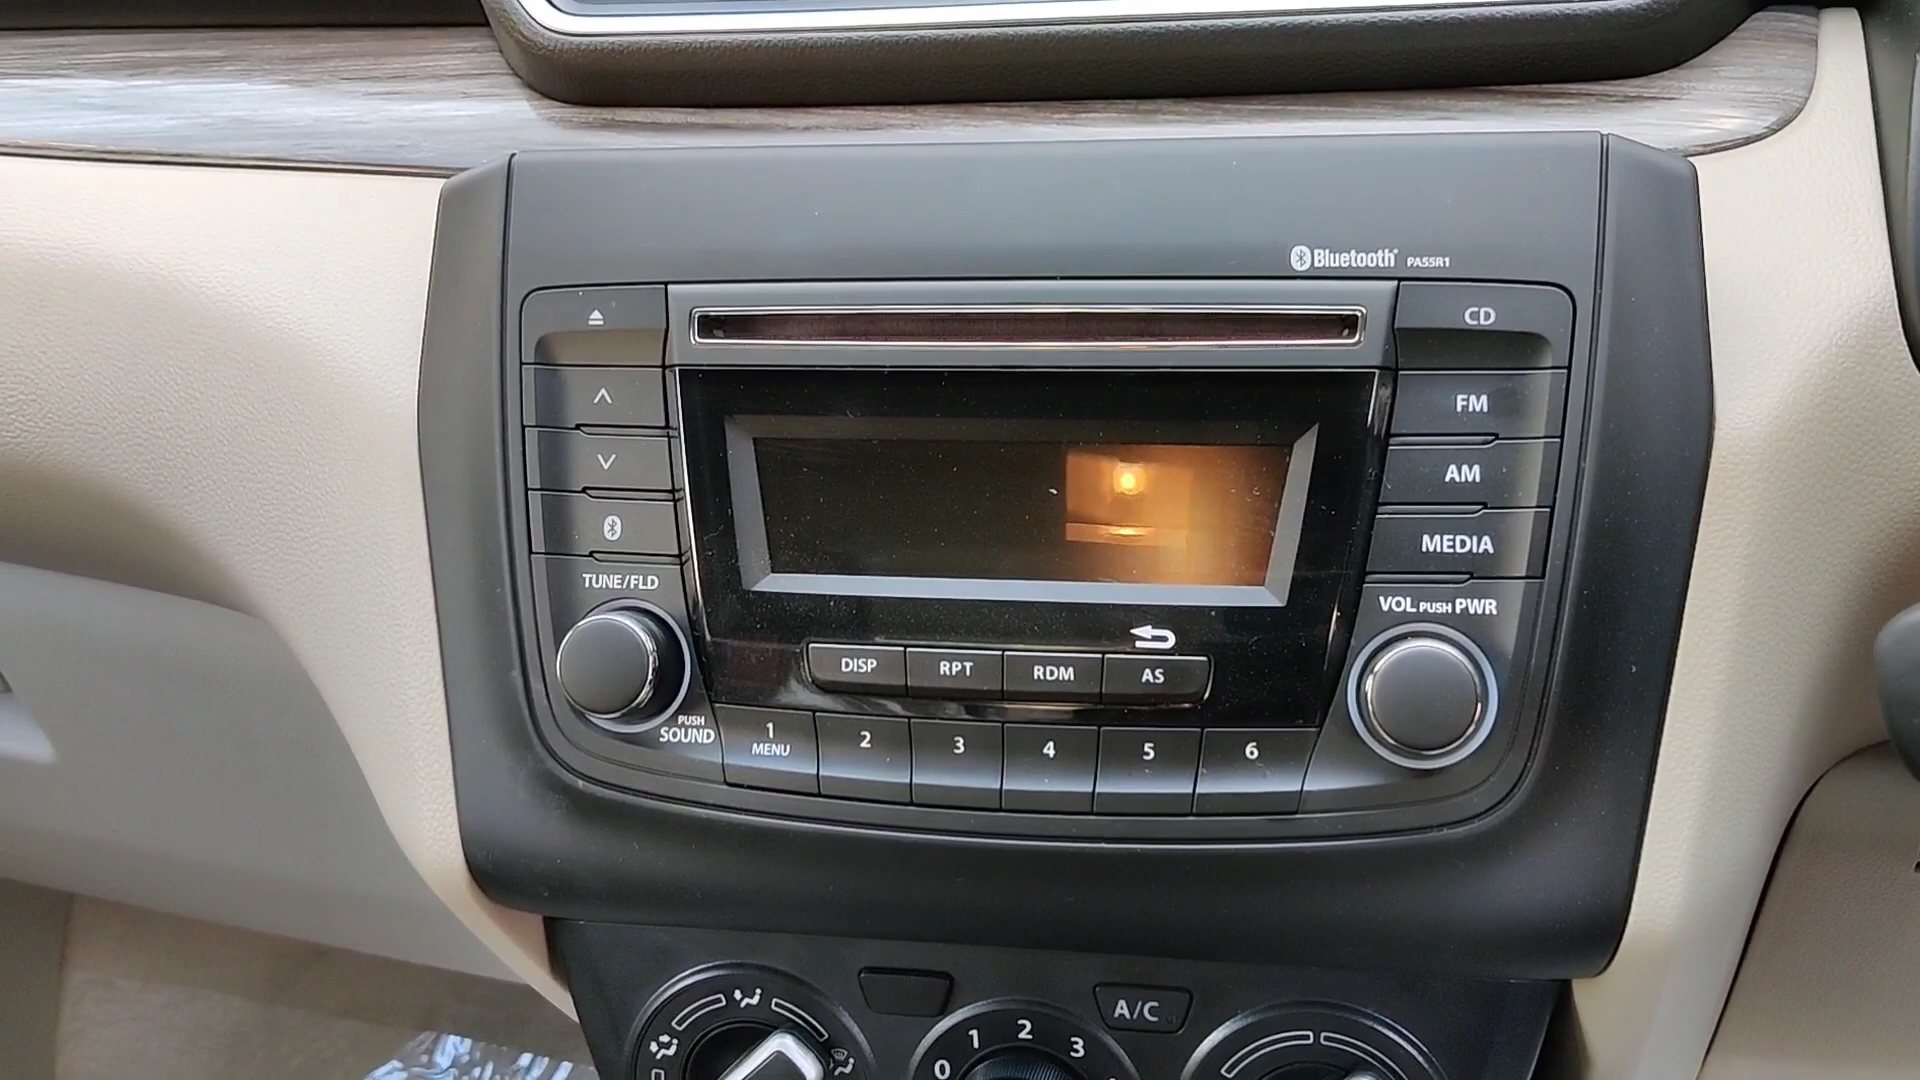 Bluetooth® PA55R1
CD
FM
AM
MEDIA
TUNE/FLD
VOL PUSH PWR
DISP RPT RDM AS
PUSH
SOUND
1 2 3 4 5 6
MENU
A/C
0 1 2 3